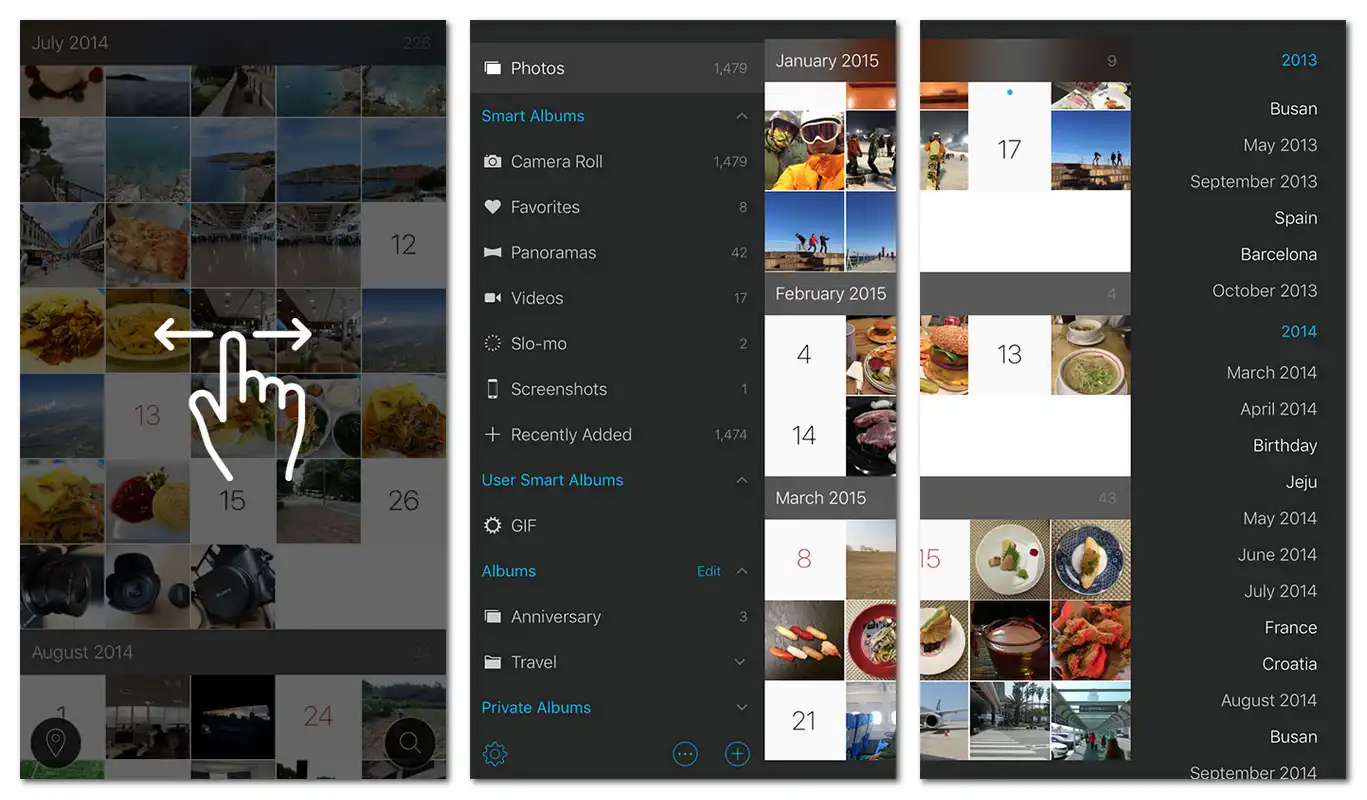 July 2014 226
12
13
15 26
August 2014 24
1 24
Photos 1,479
Smart Albums
Camera Roll 1,479
Favorites 8
Panoramas 42
Videos 17
Slo-mo 2
Screenshots 1
Recently Added 1,474
User Smart Albums
GIF
Albums Edit
Anniversary 3
Travel
Private Albums
January 2015
February 2015
4
14
March 2015
8
21
9
17
4
13
43
15
2013
Busan
May 2013
September 2013
Spain
Barcelona
October 2013
2014
March 2014
April 2014
Birthday
Jeju
May 2014
June 2014
July 2014
France
Croatia
August 2014
Busan
September 2014